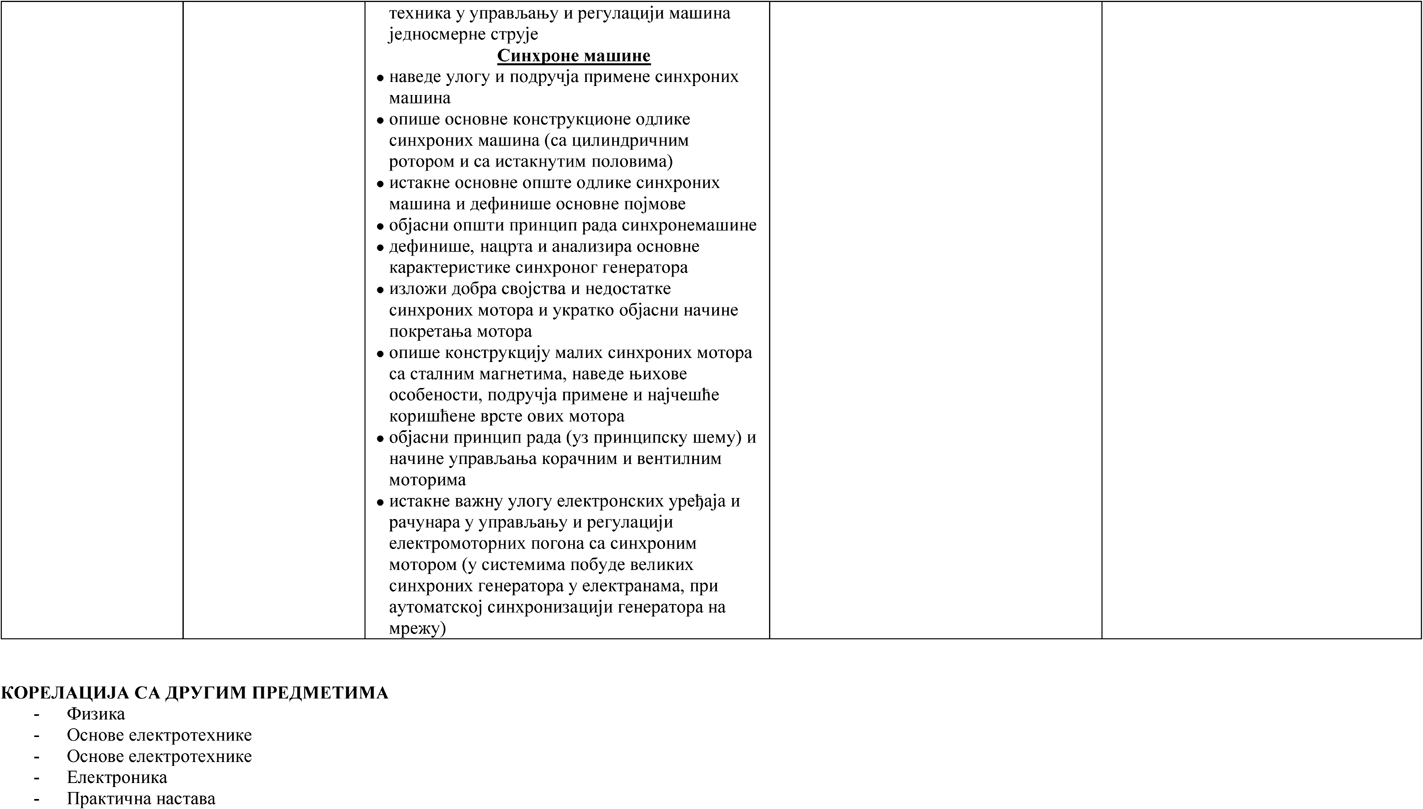 техника у управљању и регулацији машина
једносмерне струје
Синхроне машине
● наведе улогу и подручја примене синхроних
машина
● опише основне конструкционе одлике
синхроних машина (са цилиндричним
ротором и са истакнутим половима)
● истакне основне опште одлике синхроних
машина и дефинише основне појмове
● објасни општи принцип рада синхронемашине
● дефинише, нацрта и анализира основне
карактеристике синхроног генератора
● изложи добра својства и недостатке
синхроних мотора и укратко објасни начине
покретања мотора
● опише конструкцију малих синхроних мотора
са сталним магнетима, наведе њихове
особености, подручја примене и најчешће
коришћене врсте ових мотора
● објасни принцип рада (уз принципску шему) и
начине управљања корачним и вентилним
моторима
● истакне важну улогу електронских уређаја и
рачунара у управљању и регулацији
електромоторних погона са синхроним
мотором (у системима побуде великих
синхроних генератора у електранама, при
аутоматској синхронизацији генератора на
мрежу)
КОРЕЛАЦИЈА СА ДРУГИМ ПРЕДМЕТИМА
- Физика
- Основе електротехнике
- Основе електротехнике
- Електроника
- Практична настава